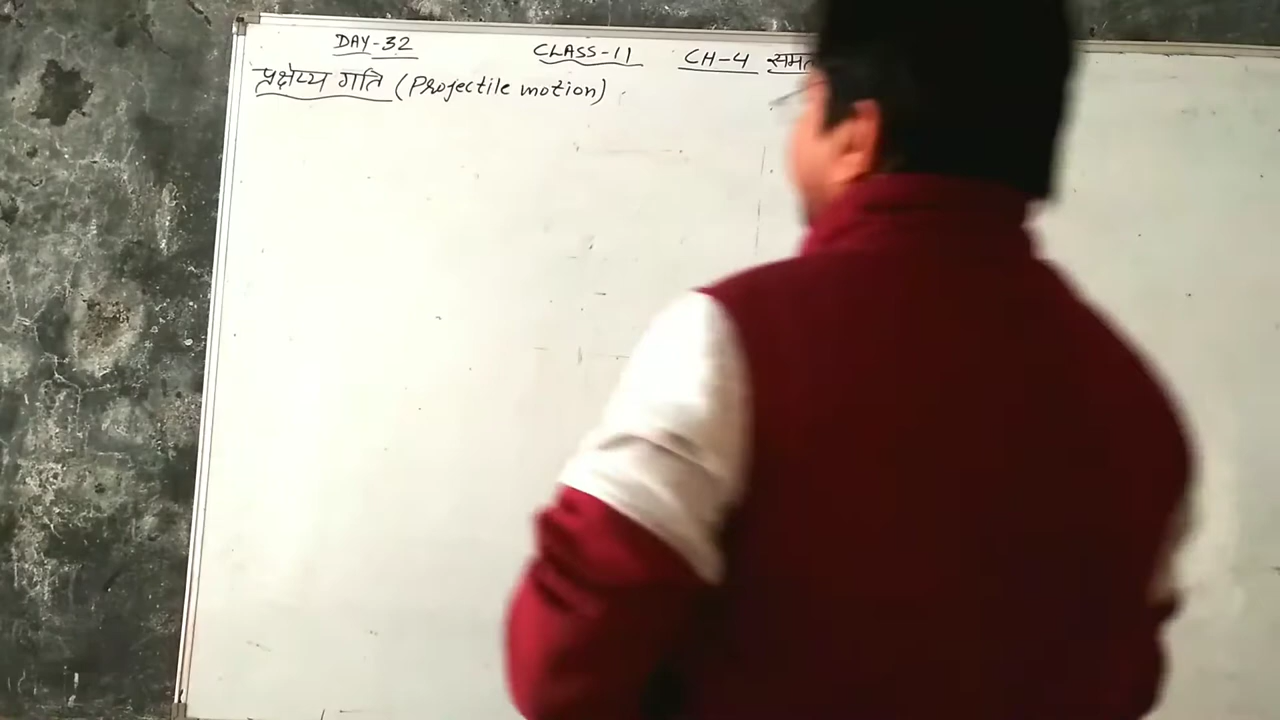 DAY-32 CLASS-11 CH-4
प्रक्षेप्य गति (Projectile motion)